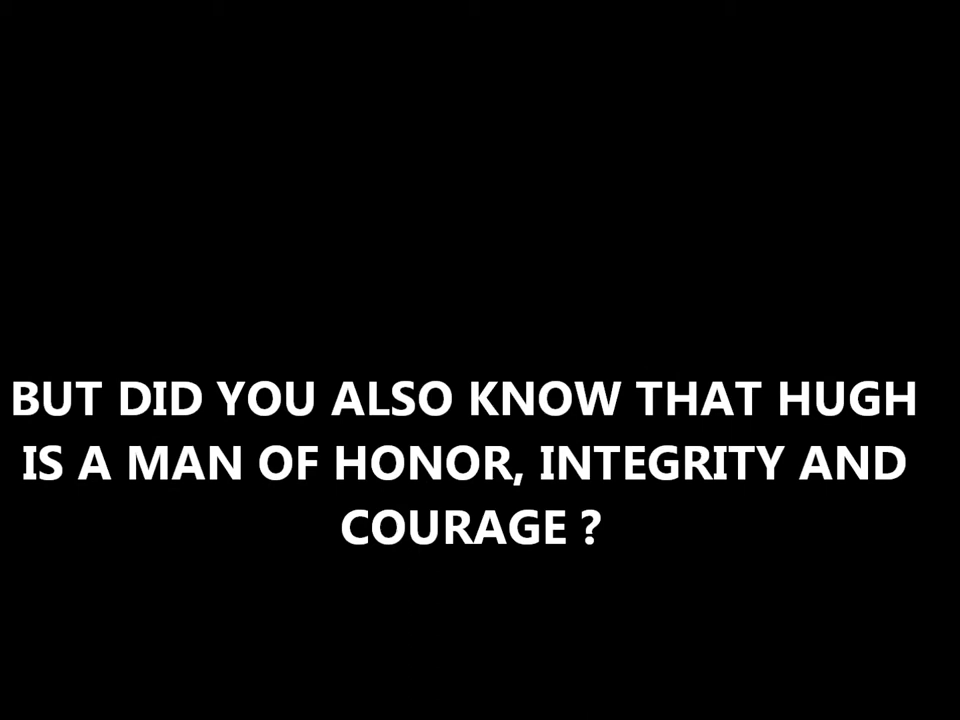 BUT DID YOU ALSO KNOW THAT HUGH
IS A MAN OF HONOR, INTEGRITY AND
COURAGE ?